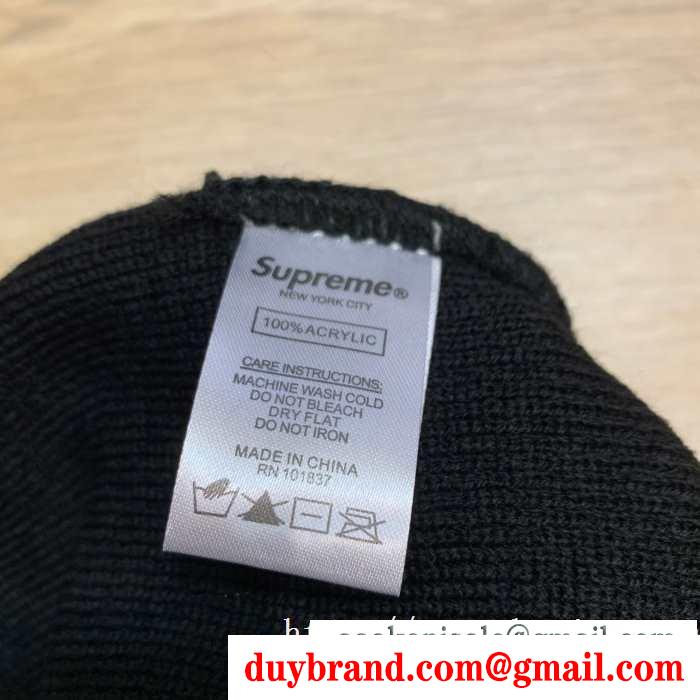 Supreme®
NEW YORK CITY
100%ACRYLIC
CARE INSTRUCTIONS:
MACHINE WASH COLD
DO NOT BLEACH
DRY FLAT
DO NOT IRON
MADE IN CHINA
RN 101837
duybrand.com@gmail.com